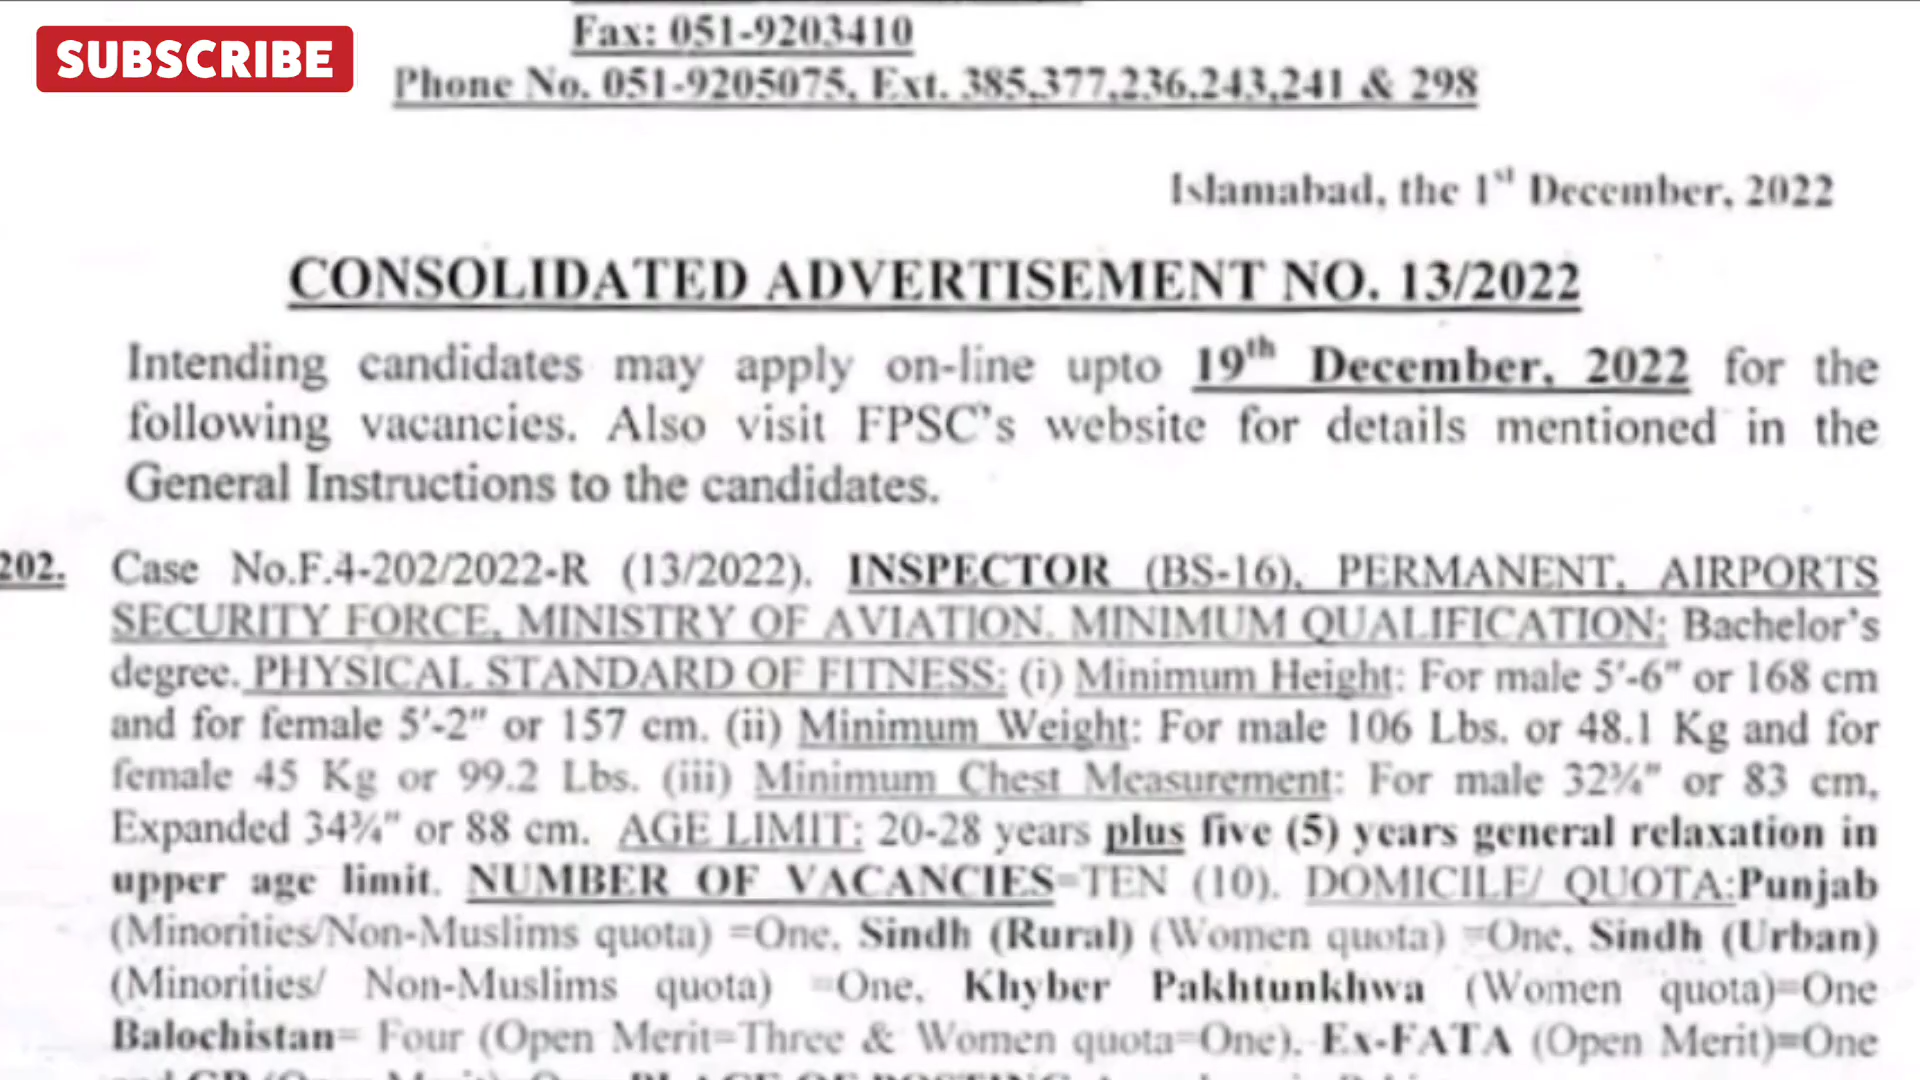 SUBSCRIBE
Fax: 051-9203410
Phone No. 051-9205075, Ext. 385,377,236,243,241 & 298
Islamabad, the 1st December, 2022
CONSOLIDATED ADVERTISEMENT NO. 13/2022
Intending candidates may apply on-line upto 19th December, 2022 for the
following vacancies. Also visit FPSC's website for details mentioned in the
General Instructions to the candidates.
202. Case No.F.4-202/2022-R (13/2022). INSPECTOR (BS-16), PERMANENT, AIRPORTS
SECURITY FORCE, MINISTRY OF AVIATION. MINIMUM QUALIFICATION: Bachelor's
degree. PHYSICAL STANDARD OF FITNESS: (i) Minimum Height: For male 5′-6″ or 168 cm
and for female 5′-2″ or 157 cm. (ii) Minimum Weight: For male 106 Lbs. or 48.1 Kg and for
female 45 Kg or 99.2 Lbs. (iii) Minimum Chest Measurement: For male 32¾″ or 83 cm,
Expanded 34¾″ or 88 cm. AGE LIMIT: 20-28 years plus five (5) years general relaxation in
upper age limit. NUMBER OF VACANCIES=TEN (10). DOMICILE/ QUOTA:Punjab
(Minorities/Non-Muslims quota) =One, Sindh (Rural) (Women quota) =One, Sindh (Urban)
(Minorities/ Non-Muslims quota) =One, Khyber Pakhtunkhwa (Women quota)=One
Balochistan= Four (Open Merit=Three & Women quota=One), Ex-FATA (Open Merit)=One